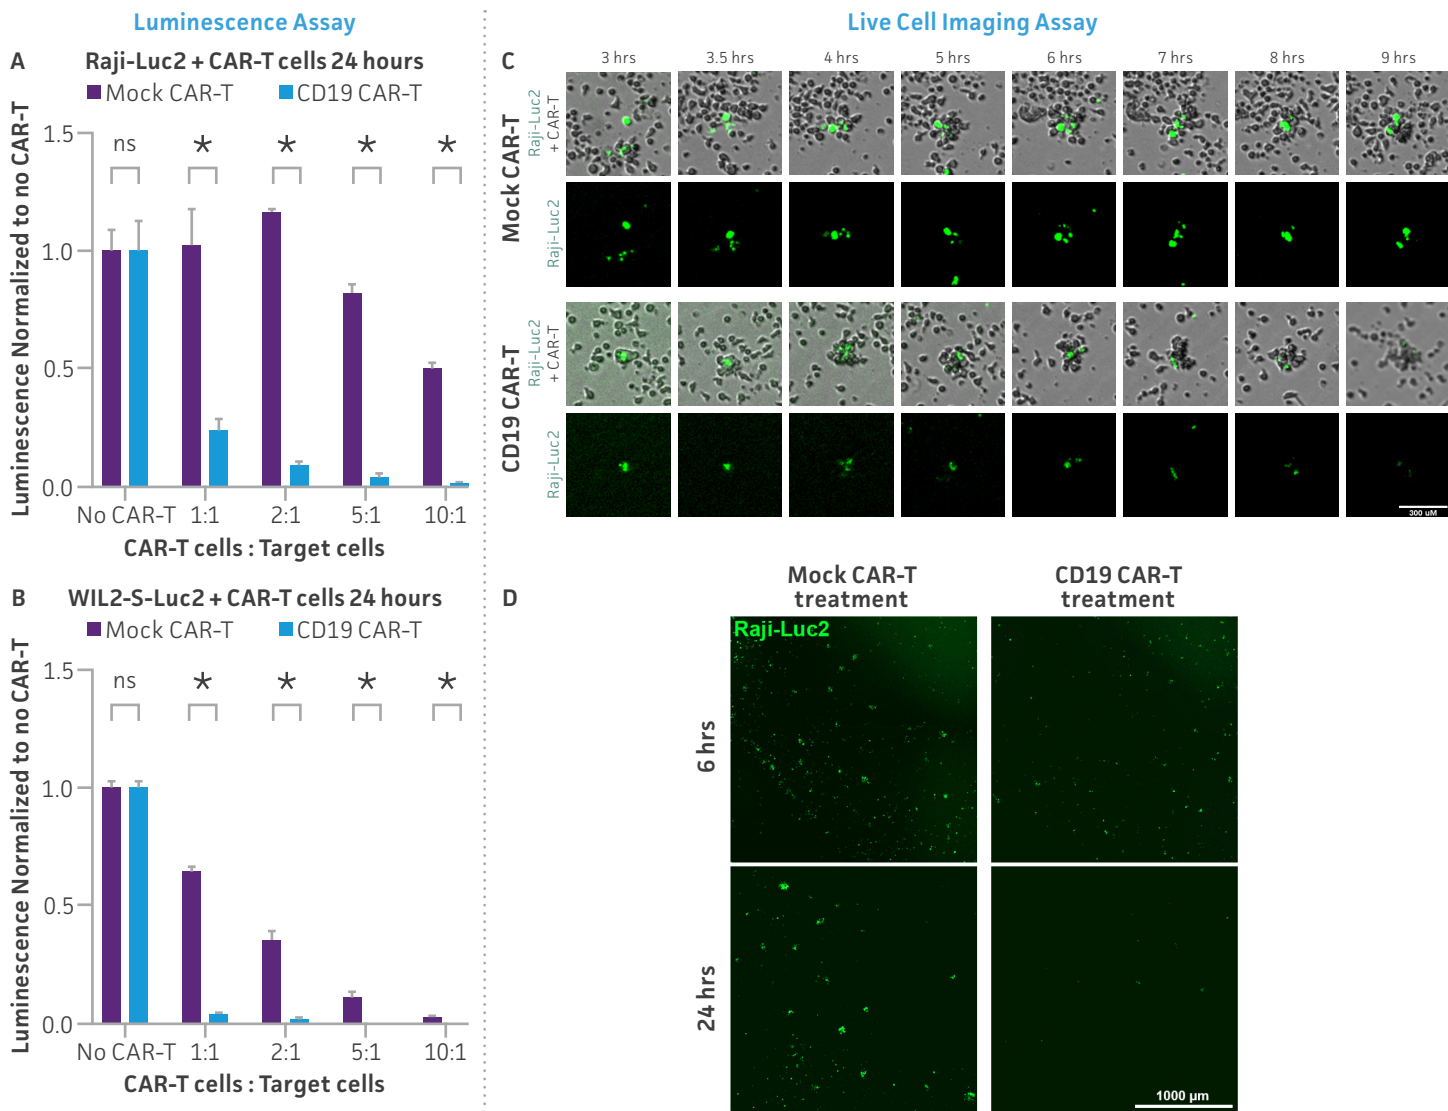 Luminescence Assay
A
Raji-Luc2 + CAR-T cells 24 hours
Mock CAR-T
CD19 CAR-T
Luminescence Normalized to no CAR-T
1.5
1.0
0.5
0.0
ns
*
*
*
*
No CAR-T
1:1
2:1
5:1
10:1
CAR-T cells : Target cells
B
WIL2-S-Luc2 + CAR-T cells 24 hours
Mock CAR-T
CD19 CAR-T
Luminescence Normalized to no CAR-T
1.5
1.0
0.5
0.0
ns
*
*
*
*
No CAR-T
1:1
2:1
5:1
10:1
CAR-T cells : Target cells
Live Cell Imaging Assay
C
3 hrs
3.5 hrs
4 hrs
5 hrs
6 hrs
7 hrs
8 hrs
9 hrs
Mock CAR-T
Raji-Luc2
+ CAR-T
Raji-Luc2
CD19 CAR-T
Raji-Luc2
+ CAR-T
Raji-Luc2
300 uM
D
Mock CAR-T
treatment
CD19 CAR-T
treatment
Raji-Luc2
6 hrs
24 hrs
1000 µm